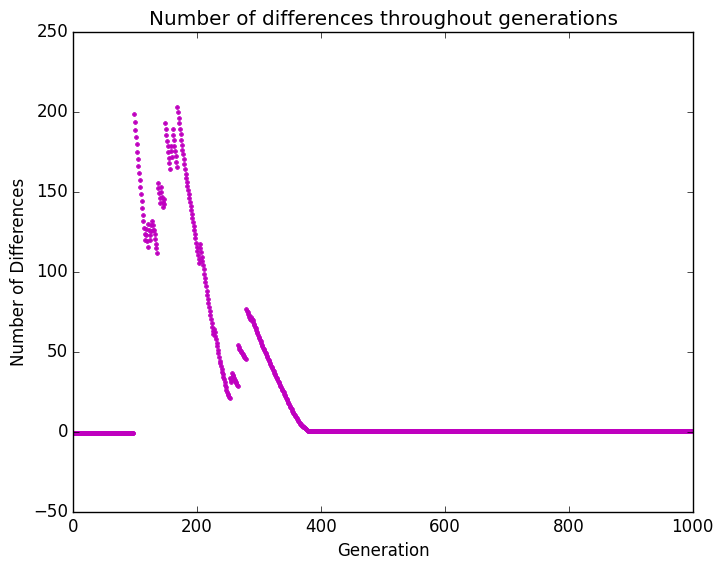 Number of differences throughout generations
250
200
150
100
50
0
−50
0 200 400 600 800 1000
Number of Differences
Generation